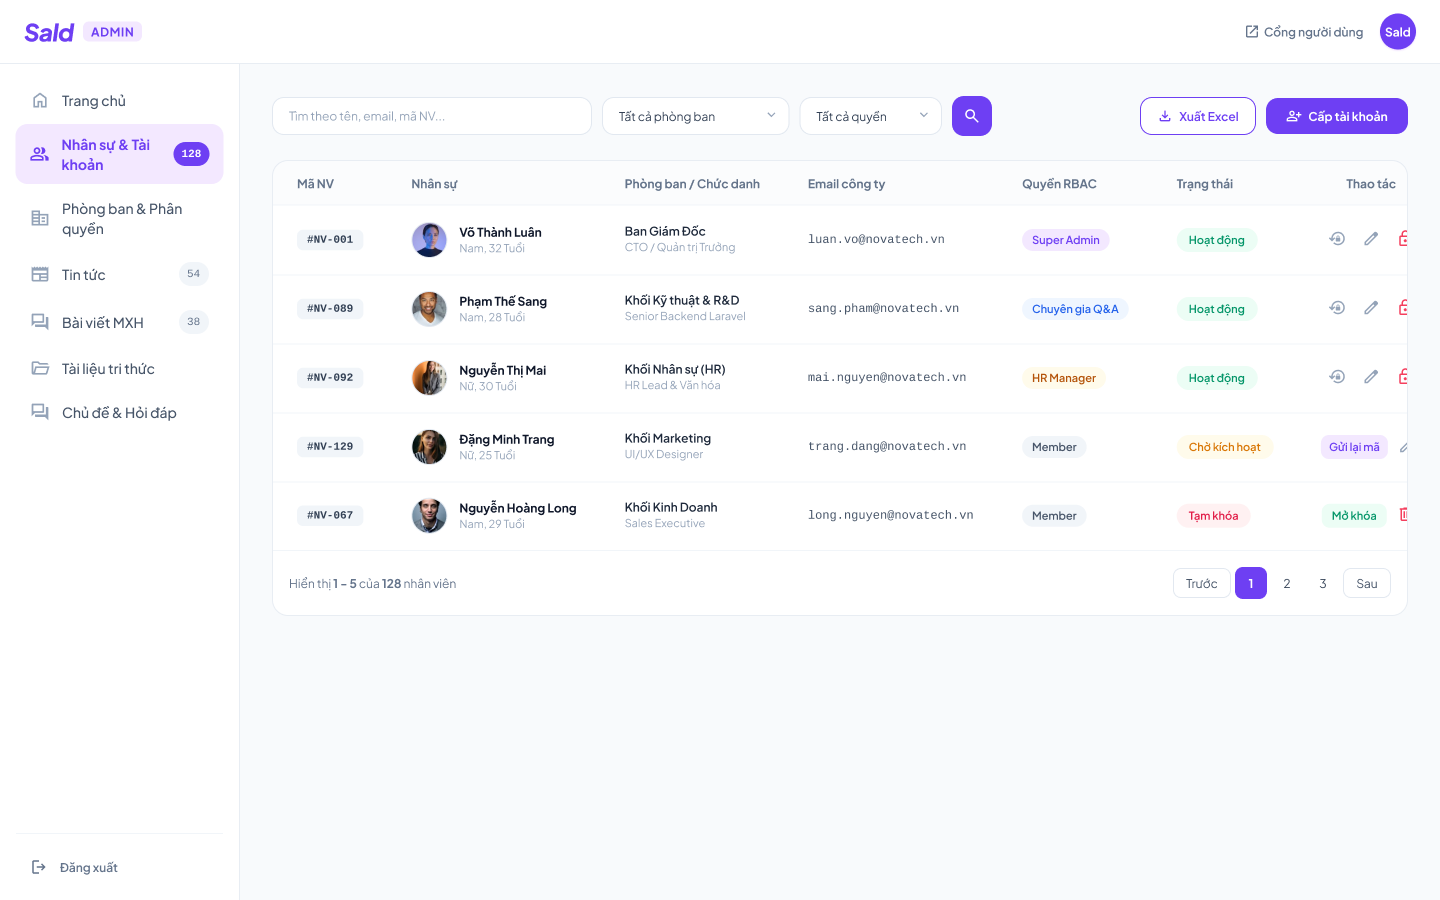 Sald ADMIN
Cổng người dùng
Sald
Trang chủ
Nhân sự & Tài
khoản
128
Phòng ban & Phân
quyền
Tin tức 54
Bài viết MXH 38
Tài liệu tri thức
Chủ đề & Hỏi đáp
Đăng xuất
Tìm theo tên, email, mã NV...
Tất cả phòng ban
Tất cả quyền
Xuất Excel
Cấp tài khoản
Mã NV Nhân sự Phòng ban / Chức danh Email công ty Quyền RBAC Trạng thái Thao tác
#NV-001
Võ Thành Luân
Nam, 32 Tuổi
Ban Giám Đốc
CTO / Quản trị Trưởng
luan.vo@novatech.vn
Super Admin
Hoạt động
#NV-089
Phạm Thế Sang
Nam, 28 Tuổi
Khối Kỹ thuật & R&D
Senior Backend Laravel
sang.pham@novatech.vn
Chuyên gia Q&A
Hoạt động
#NV-092
Nguyễn Thị Mai
Nữ, 30 Tuổi
Khối Nhân sự (HR)
HR Lead & Văn hóa
mai.nguyen@novatech.vn
HR Manager
Hoạt động
#NV-129
Đặng Minh Trang
Nữ, 25 Tuổi
Khối Marketing
UI/UX Designer
trang.dang@novatech.vn
Member
Chờ kích hoạt
Gửi lại mã
#NV-067
Nguyễn Hoàng Long
Nam, 29 Tuổi
Khối Kinh Doanh
Sales Executive
long.nguyen@novatech.vn
Member
Tạm khóa
Mở khóa
Hiển thị 1 - 5 của 128 nhân viên
Trước 1 2 3 Sau